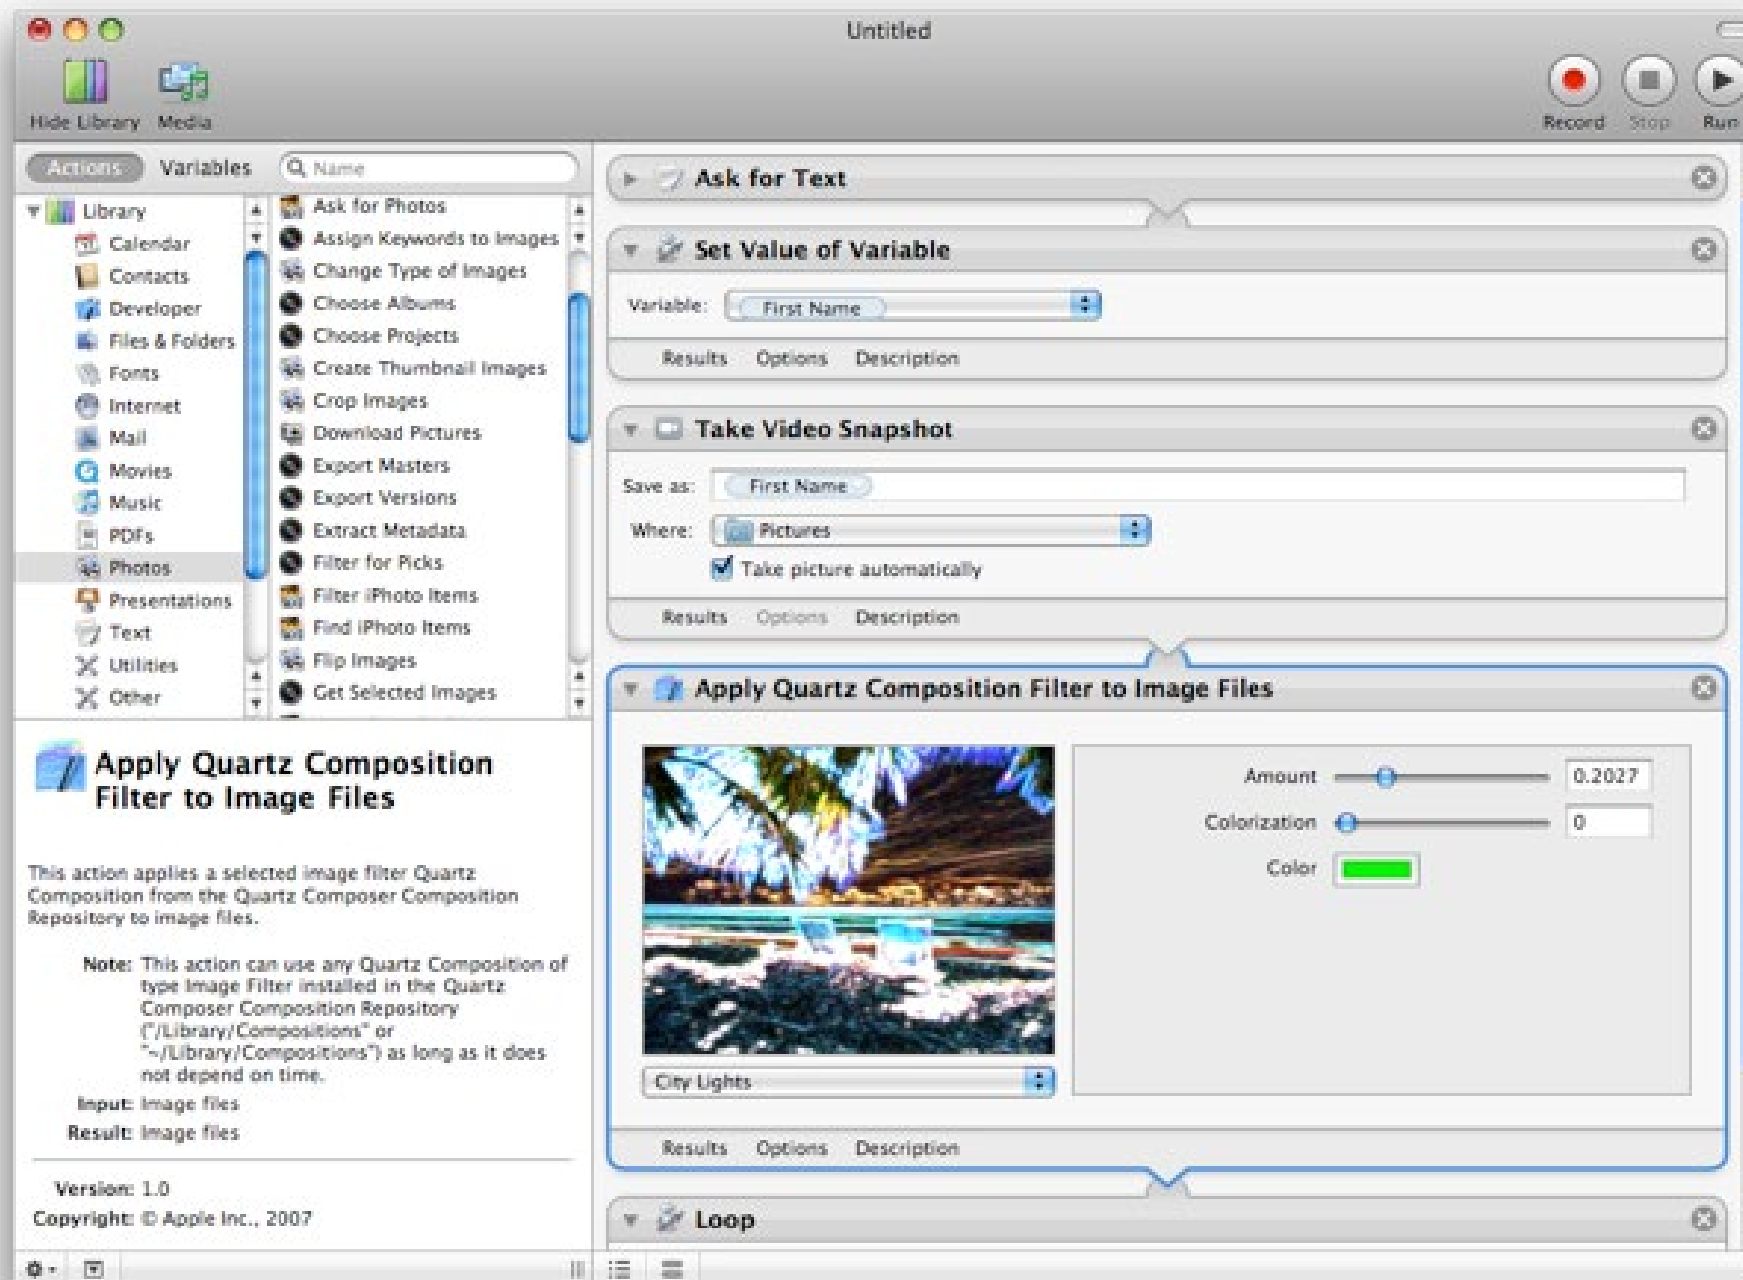 Untitled
Hide Library Media
Record Stop Run
Actions Variables Name
Library
Calendar
Contacts
Developer
Files & Folders
Fonts
Internet
Mail
Movies
Music
PDFs
Photos
Presentations
Text
Utilities
Other
Ask for Photos
Assign Keywords to Images
Change Type of Images
Choose Albums
Choose Projects
Create Thumbnail Images
Crop Images
Download Pictures
Export Masters
Export Versions
Extract Metadata
Filter for Picks
Filter iPhoto Items
Find iPhoto Items
Flip Images
Get Selected Images
Apply Quartz Composition
Filter to Image Files
This action applies a selected image filter Quartz
Composition from the Quartz Composer Composition
Repository to image files.
Note: This action can use any Quartz Composition of
type Image Filter installed in the Quartz
Composer Composition Repository
("/Library/Compositions" or
"~/Library/Compositions") as long as it does
not depend on time.
Input: Image files
Result: Image files
Version: 1.0
Copyright: © Apple Inc., 2007
Ask for Text
Set Value of Variable
Variable: First Name
Results Options Description
Take Video Snapshot
Save as: First Name
Where: Pictures
Take picture automatically
Results Options Description
Apply Quartz Composition Filter to Image Files
Amount 0.2027
Colorization 0
Color
City Lights
Results Options Description
Loop